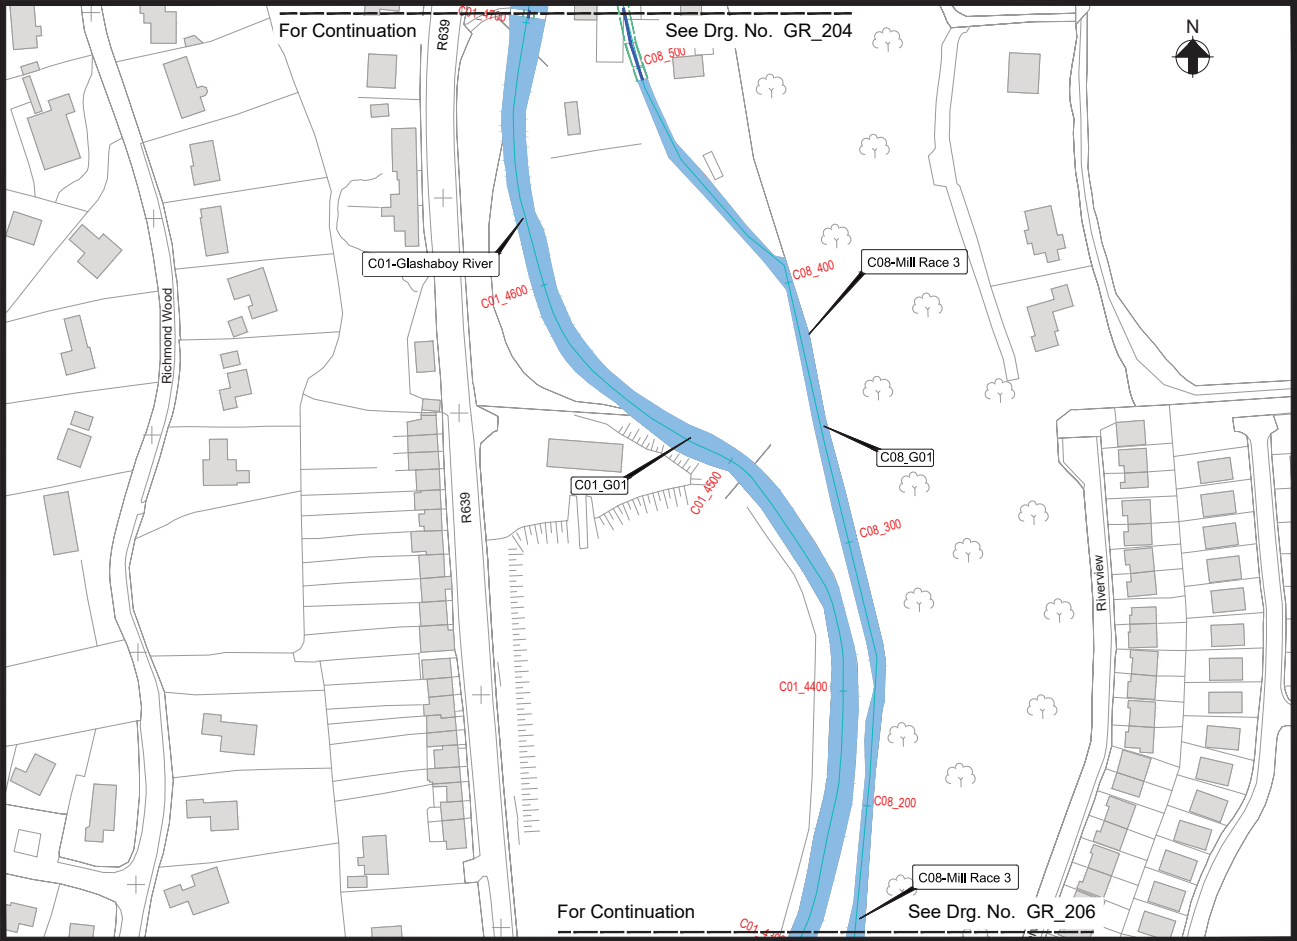 C01_4700
For Continuation
See Drg. No. GR_204
N
R639
C08_500
C01-Glashaboy River
C08-Mill Race 3
C08_400
C01_4600
Richmond Wood
C08_G01
C01_G01
C01_4500
R639
C08_300
Riverview
C01_4400
C08_200
C08-Mill Race 3
For Continuation
See Drg. No. GR_206